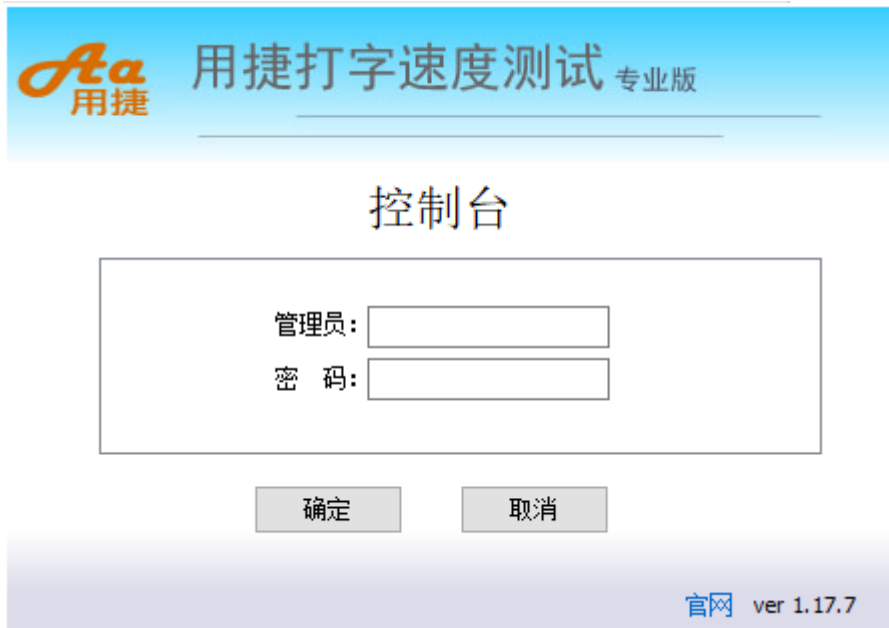 Aa
用捷
用捷打字速度测试 专业版
控制台
管理员：
密 码：
确定 取消
官网 ver 1.17.7